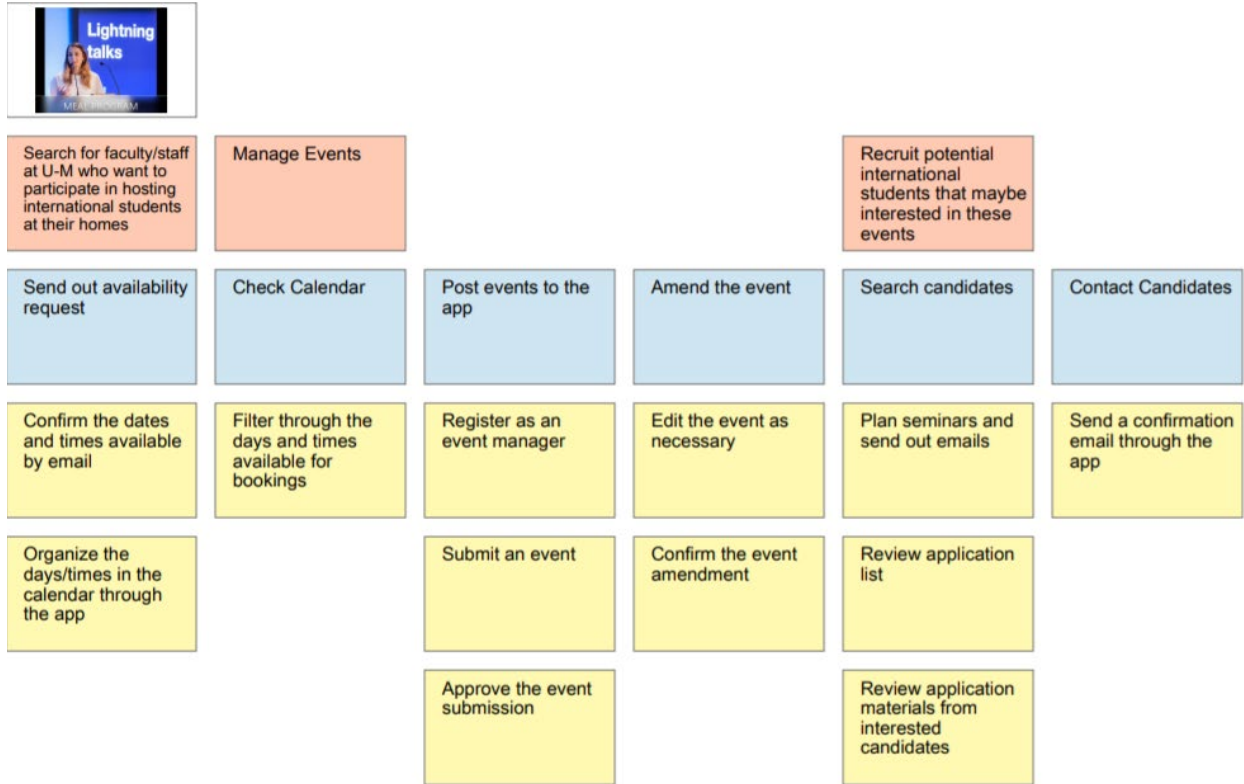 Lightning
talks
MEAL PROGRAM
Search for faculty/staff
at U-M who want to
participate in hosting
international students
at their homes
Manage Events
Recruit potential
international
students that maybe
interested in these
events
Send out availability
request
Check Calendar
Post events to the
app
Amend the event
Search candidates
Contact Candidates
Confirm the dates
and times available
by email
Filter through the
days and times
available for
bookings
Register as an
event manager
Edit the event as
necessary
Plan seminars and
send out emails
Send a confirmation
email through the
app
Organize the
days/times in the
calendar through
the app
Submit an event
Confirm the event
amendment
Review application
list
Approve the event
submission
Review application
materials from
interested
candidates